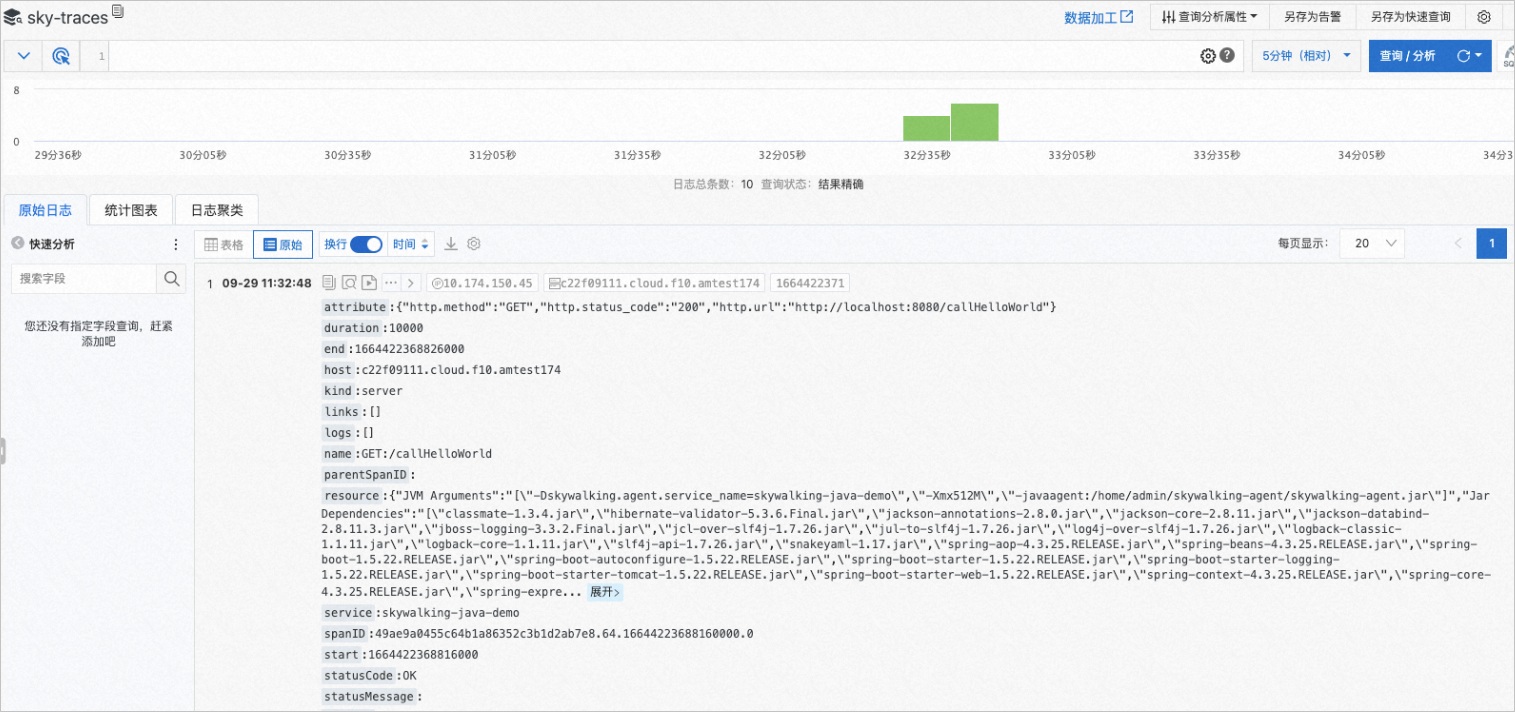 sky-traces
数据加工
查询分析属性
另存为告警
另存为快速查询
1
5分钟（相对）
查询 / 分析
8
0
29分36秒 30分05秒 30分35秒 31分05秒 31分35秒 32分05秒 32分35秒 33分05秒 33分35秒 34分05秒 34分3
日志总条数： 10 查询状态： 结果精确
原始日志 统计图表 日志聚类
快速分析
表格 原始 换行 时间
每页显示： 20 1
搜索字段
您还没有指定字段查询，赶紧
添加吧
1 09-29 11:32:48 10.174.150.45 c22f09111.cloud.f10.amtest174 1664422371
attribute :{"http.method":"GET","http.status_code":"200","http.url":"http://localhost:8080/callHelloWorld"}
duration :10000
end :1664422368826000
host :c22f09111.cloud.f10.amtest174
kind :server
links :[]
logs :[]
name :GET:/callHelloWorld
parentSpanID :
resource :{"JVM Arguments":"[\"-Dskywalking.agent.service_name=skywalking-java-demo\",\"-Xmx512M\",\"-javaagent:/home/admin/skywalking-agent/skywalking-agent.jar\"]","Jar
Dependencies":"[\"classmate-1.3.4.jar\",\"hibernate-validator-5.3.6.Final.jar\",\"jackson-annotations-2.8.0.jar\",\"jackson-core-2.8.11.jar\",\"jackson-databind-
2.8.11.3.jar\",\"jboss-logging-3.3.2.Final.jar\",\"jcl-over-slf4j-1.7.26.jar\",\"jul-to-slf4j-1.7.26.jar\",\"log4j-over-slf4j-1.7.26.jar\",\"logback-classic-
1.1.11.jar\",\"logback-core-1.1.11.jar\",\"slf4j-api-1.7.26.jar\",\"snakeyaml-1.17.jar\",\"spring-aop-4.3.25.RELEASE.jar\",\"spring-beans-4.3.25.RELEASE.jar\",\"spring-
boot-1.5.22.RELEASE.jar\",\"spring-boot-autoconfigure-1.5.22.RELEASE.jar\",\"spring-boot-starter-1.5.22.RELEASE.jar\",\"spring-boot-starter-logging-
1.5.22.RELEASE.jar\",\"spring-boot-starter-tomcat-1.5.22.RELEASE.jar\",\"spring-boot-starter-web-1.5.22.RELEASE.jar\",\"spring-context-4.3.25.RELEASE.jar\",\"spring-core-
4.3.25.RELEASE.jar\",\"spring-expre... 展开>
service :skywalking-java-demo
spanID :49ae9a0455c64b1a86352c3b1d2ab7e8.64.16644223688160000.0
start :1664422368816000
statusCode :OK
statusMessage :